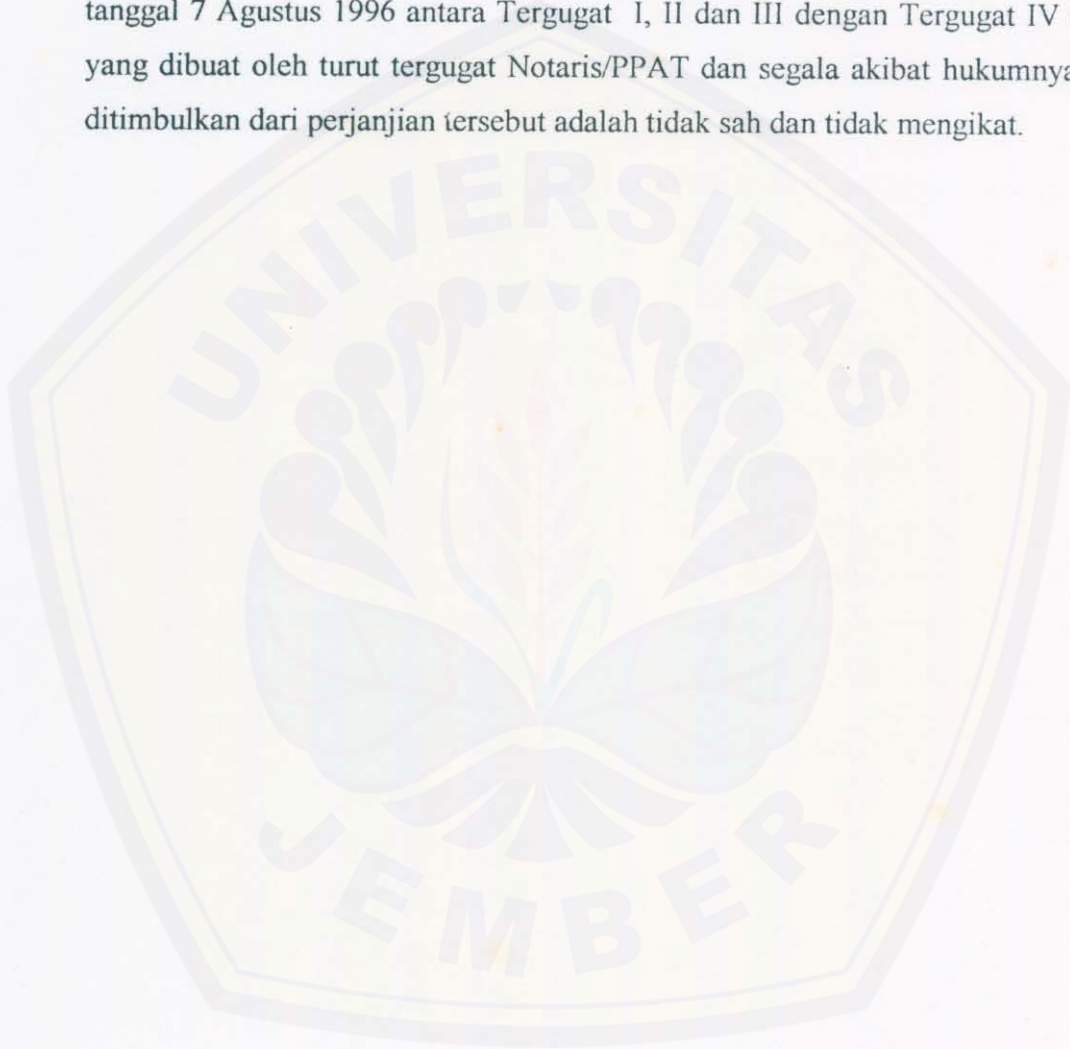 tanggal 7 Agustus 1996 antara Tergugat I, II dan III dengan Tergugat IV
yang dibuat oleh turut tergugat Notaris/PPAT dan segala akibat hukumnya
ditimbulkan dari perjanjian tersebut adalah tidak sah dan tidak mengikat.
UNIVERSITAS
JEMBER